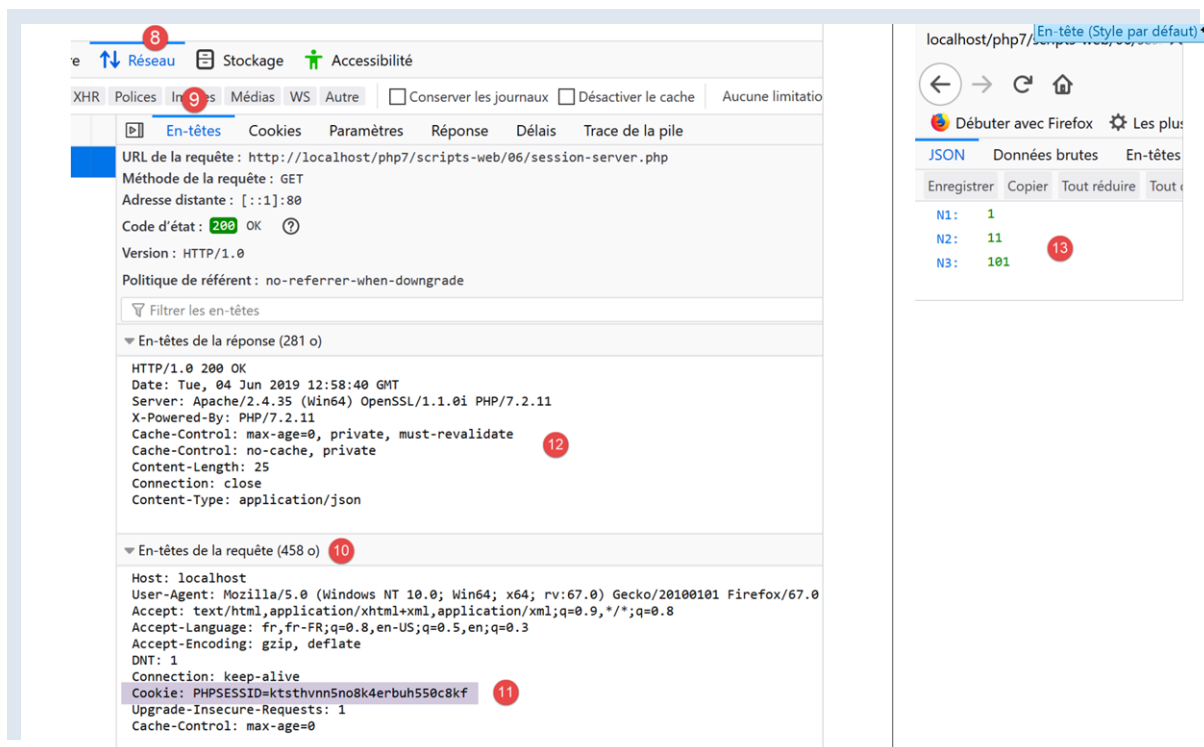 8
e Réseau Stockage Accessibilité
XHR Polices Images Médias WS Autre Conserver les journaux Désactiver le cache Aucune limitatio
9
En-têtes Cookies Paramètres Réponse Délais Trace de la pile
URL de la requête : http://localhost/php7/scripts-web/06/session-server.php
Méthode de la requête : GET
Adresse distante : [::1]:80
Code d'état : 200 OK ?
Version : HTTP/1.0
Politique de référent : no-referrer-when-downgrade
Filtrer les en-têtes
En-têtes de la réponse (281 o)
HTTP/1.0 200 OK
Date: Tue, 04 Jun 2019 12:58:40 GMT
Server: Apache/2.4.35 (Win64) OpenSSL/1.1.0i PHP/7.2.11
X-Powered-By: PHP/7.2.11
Cache-Control: max-age=0, private, must-revalidate
12
Cache-Control: no-cache, private
Content-Length: 25
Connection: close
Content-Type: application/json
En-têtes de la requête (458 o) 10
Host: localhost
User-Agent: Mozilla/5.0 (Windows NT 10.0; Win64; x64; rv:67.0) Gecko/20100101 Firefox/67.0
Accept: text/html,application/xhtml+xml,application/xml;q=0.9,*/*;q=0.8
Accept-Language: fr,fr-FR;q=0.8,en-US;q=0.5,en;q=0.3
Accept-Encoding: gzip, deflate
DNT: 1
Connection: keep-alive
Cookie: PHPSESSID=ktsthvnn5no8k4erbuh550c8kf 11
Upgrade-Insecure-Requests: 1
Cache-Control: max-age=0
En-tête (Style par défaut)
localhost/php7/scripts-web/06/
Débuter avec Firefox Les plus
JSON Données brutes En-têtes
Enregistrer Copier Tout réduire Tout
N1: 1
N2: 11
13
N3: 101